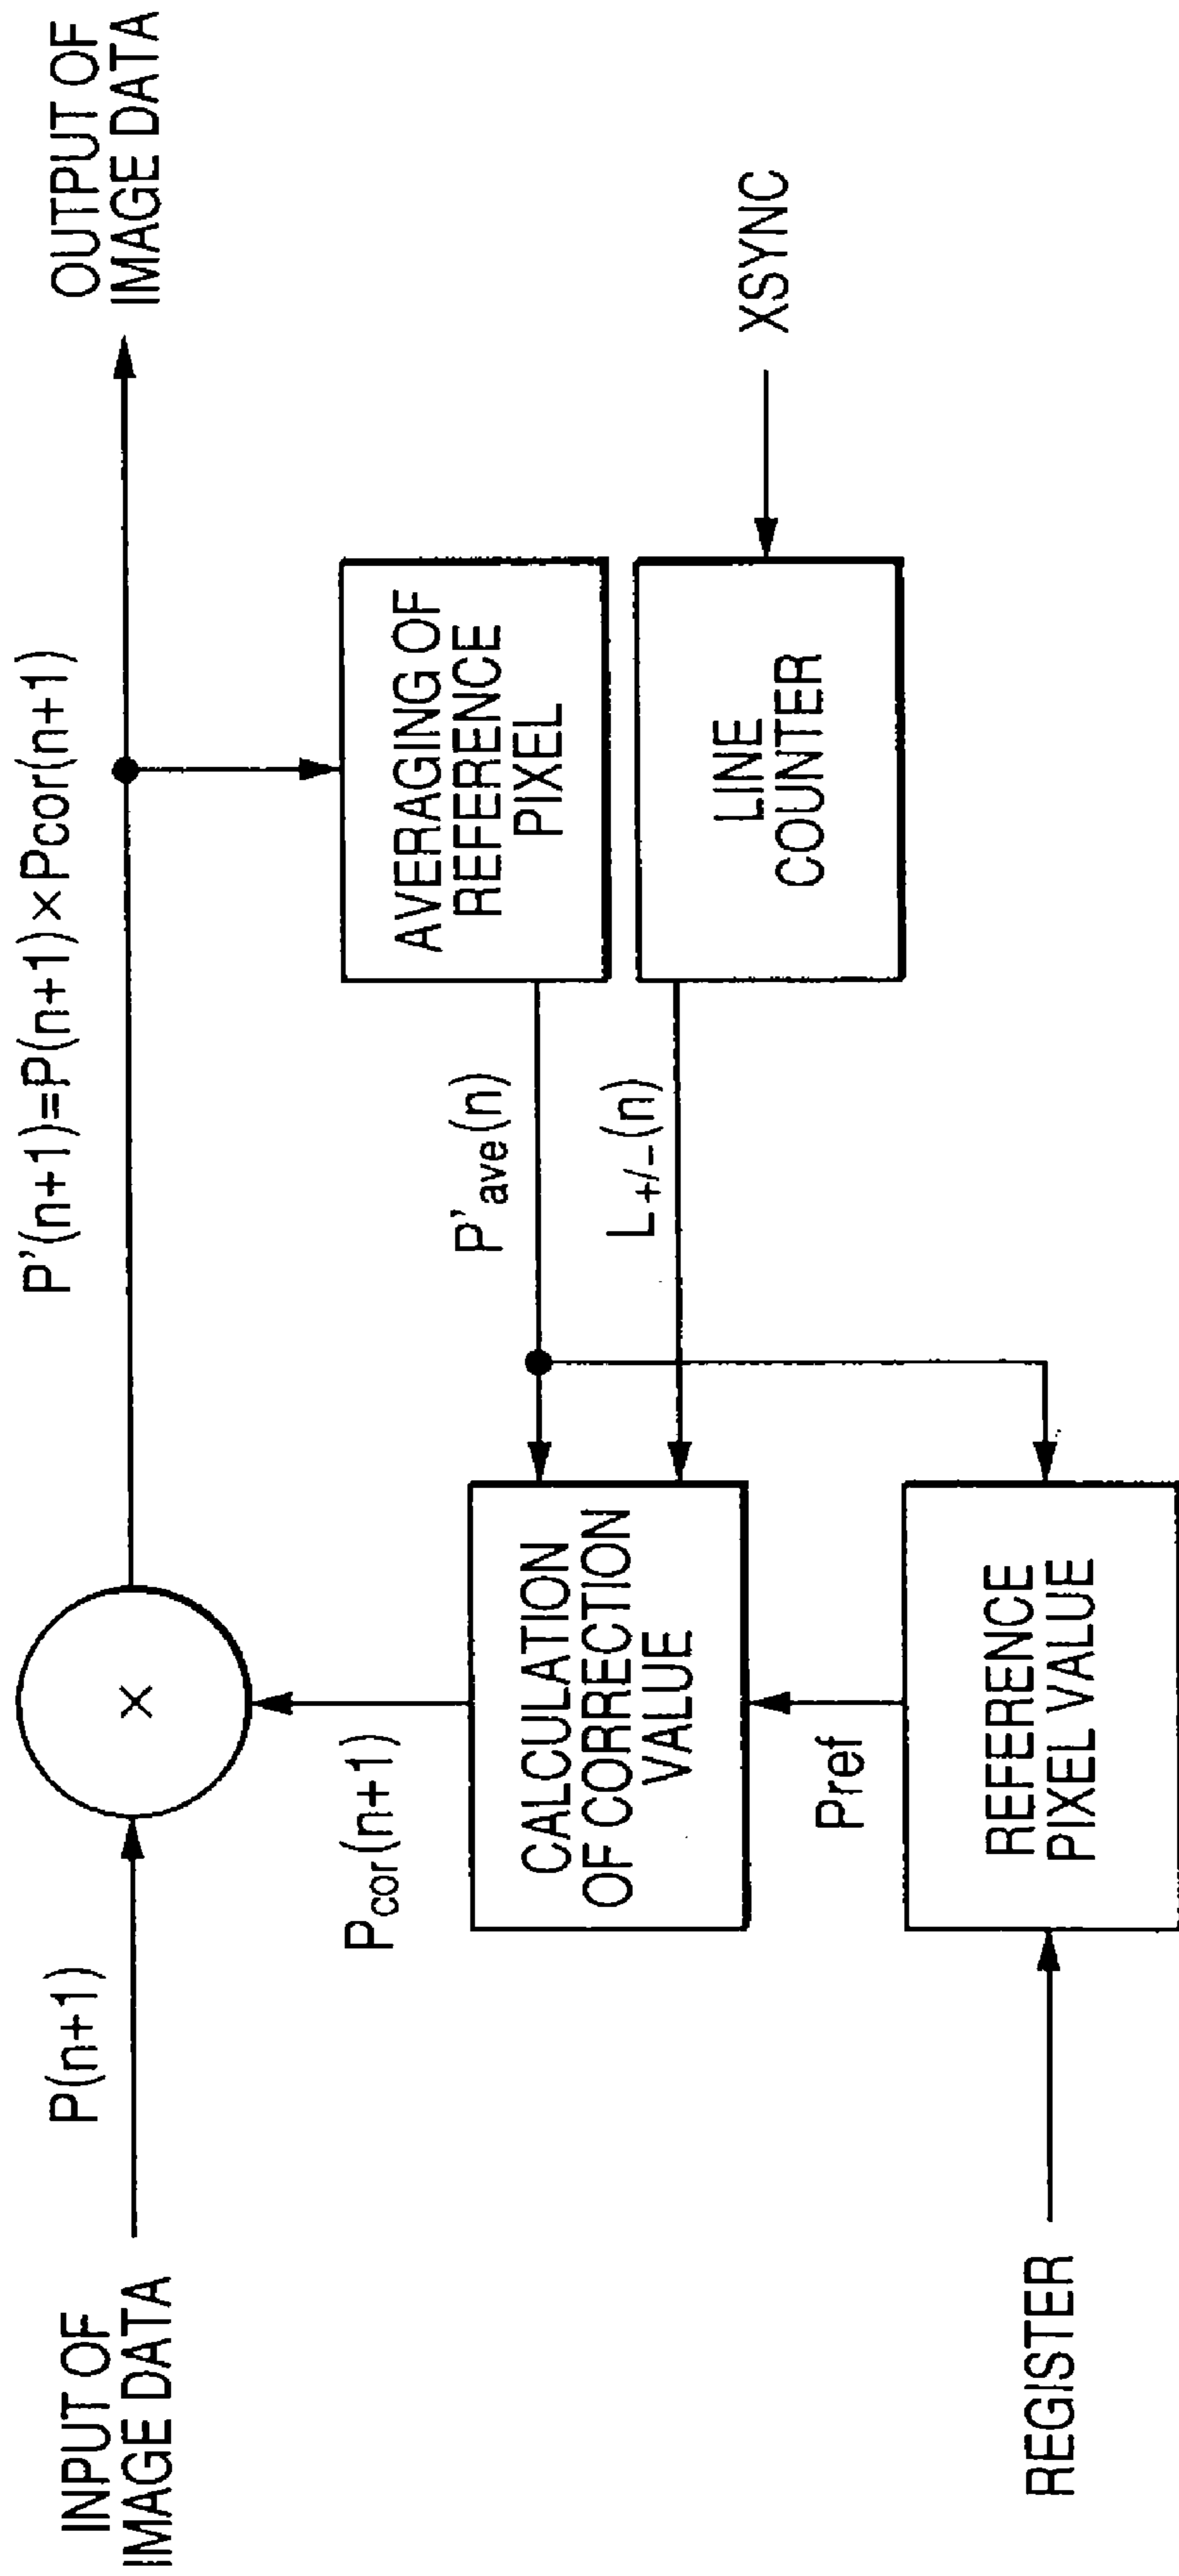 INPUT OF
IMAGE DATA
P(n+1)
×
P'(n+1)=P(n+1)×Pcor(n+1)
OUTPUT OF
IMAGE DATA
Pcor(n+1)
CALCULATION
OF CORRECTION
VALUE
P'ave(n)
L+/−(n)
AVERAGING OF
REFERENCE
PIXEL
LINE
COUNTER
XSYNC
Pref
REFERENCE
PIXEL VALUE
REGISTER